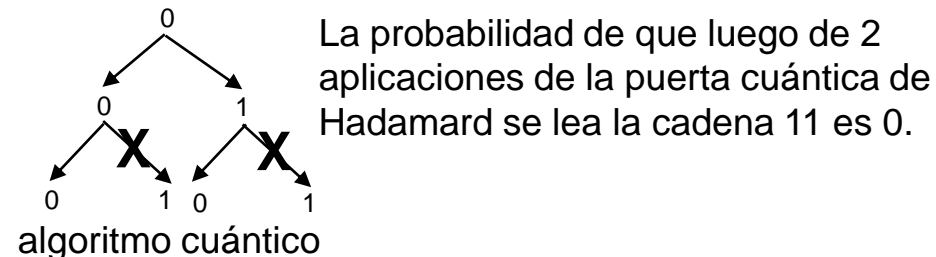 0
La probabilidad de que luego de 2
aplicaciones de la puerta cuántica de
Hadamard se lea la cadena 11 es 0.
0 1
X X
0 1 0 1
algoritmo cuántico